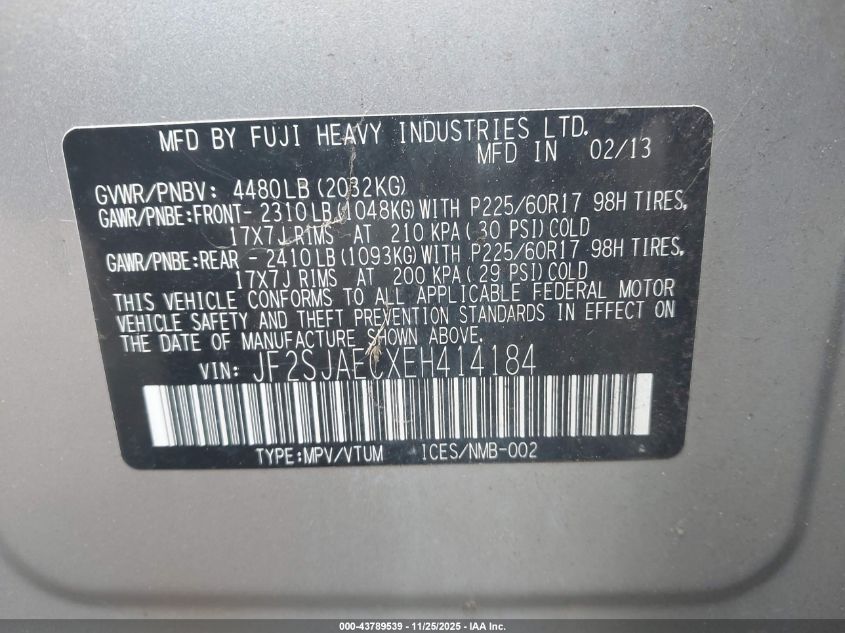 MFD BY FUJI HEAVY INDUSTRIES LTD.
MFD IN 02/13
GVWR/PNBV: 4480LB(2032KG)
GAWR/PNBE:FRONT- 2310LB(1048KG)WITH P225/60R17 98H TIRES,
17X7J RIMS AT 210 KPA( 30 PSI)COLD
GAWR/PNBE:REAR - 2410LB(1093KG)WITH P225/60R17 98H TIRES,
17X7J RIMS AT 200 KPA( 29 PSI)COLD
THIS VEHICLE CONFORMS TO ALL APPLICABLE FEDERAL MOTOR
VEHICLE SAFETY AND THEFT PREVENTION STANDARDS IN EFFECT ON
THE DATE OF MANUFACTURE SHOWN ABOVE.
VIN: JF2SJAECXEH414184
TYPE:MPV/VTUM ICES/NMB-002
000-43789539 - 11/25/2025 - IAA Inc.